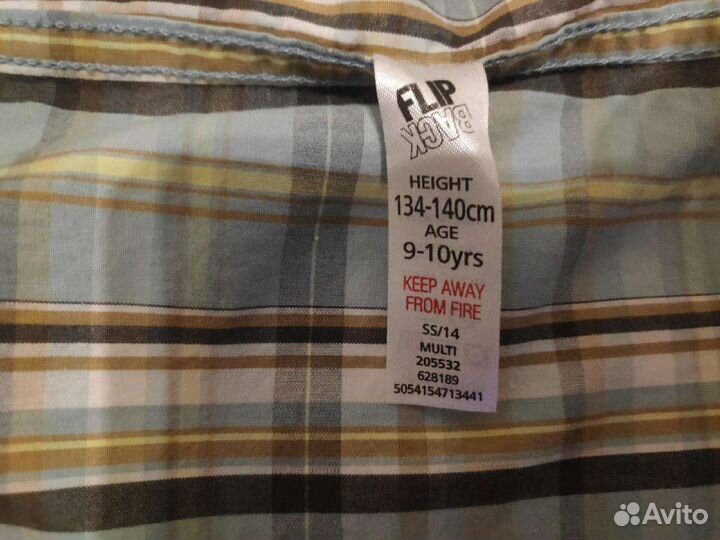 FLIP
BACK
HEIGHT
134-140cm
AGE
9-10yrs
KEEP AWAY
FROM FIRE
SS/14
MULTI
205532
628189
5054154713441
Avito